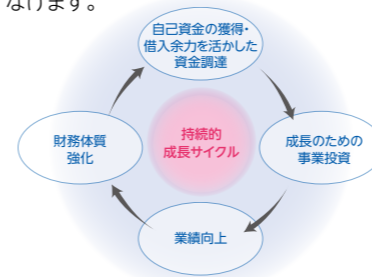 なげます。
自己資金の獲得・
借入余力を活かした
資金調達
財務体質
強化
持続的
成長サイクル
成長のための
事業投資
業績向上